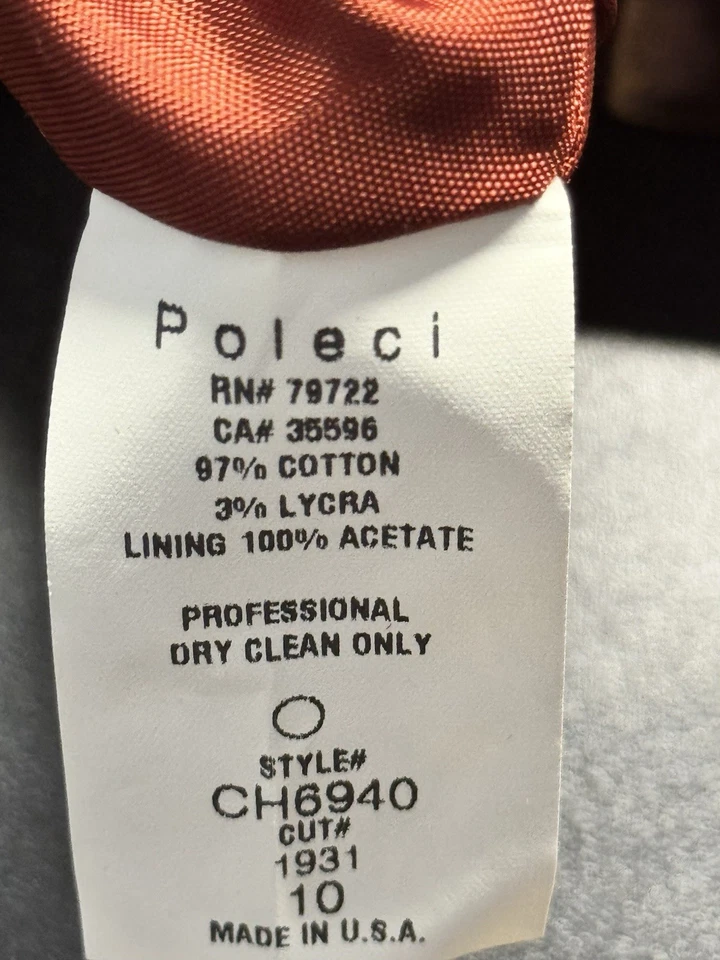 Poleci
RN# 79722
CA# 35596
97% COTTON
3% LYCRA
LINING 100% ACETATE
PROFESSIONAL
DRY CLEAN ONLY
STYLE#
CH6940
CUT#
1931
10
MADE IN U.S.A.